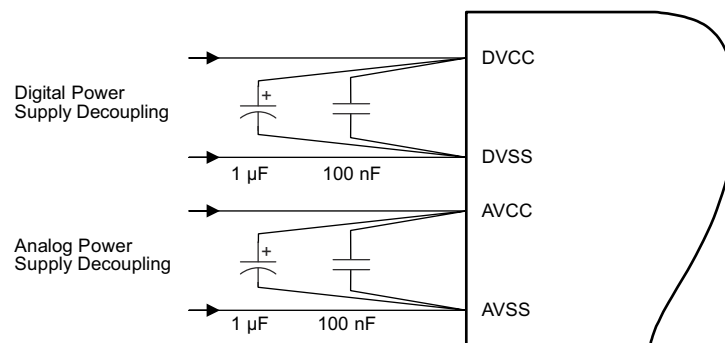 DVCC
Digital Power
Supply Decoupling
+
DVSS
1 µF
100 nF
AVCC
Analog Power
Supply Decoupling
+
AVSS
1 µF
100 nF